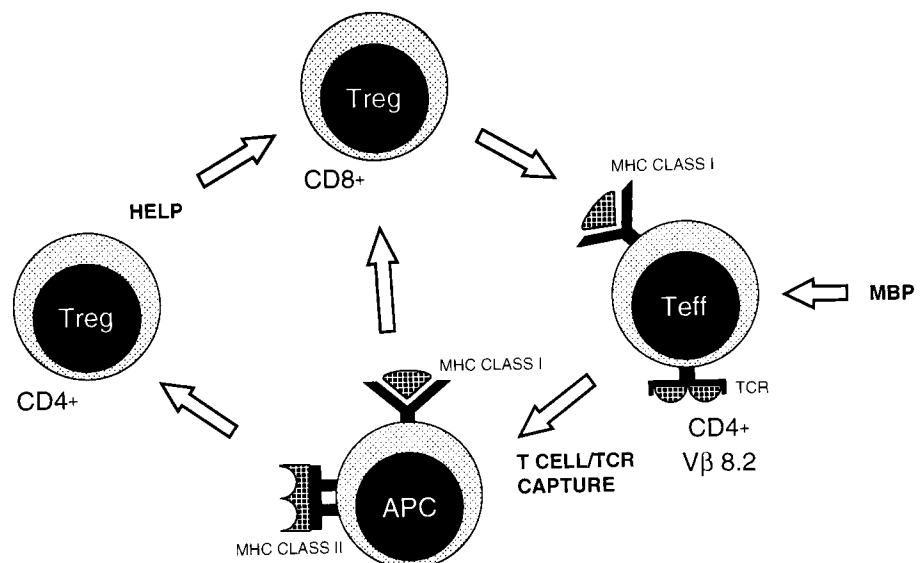 Treg
CD8+
MHC CLASS I
HELP
Treg
CD4+
Teff
MBP
TCR
CD4+
Vβ 8.2
MHC CLASS I
T CELL/TCR
CAPTURE
APC
MHC CLASS II